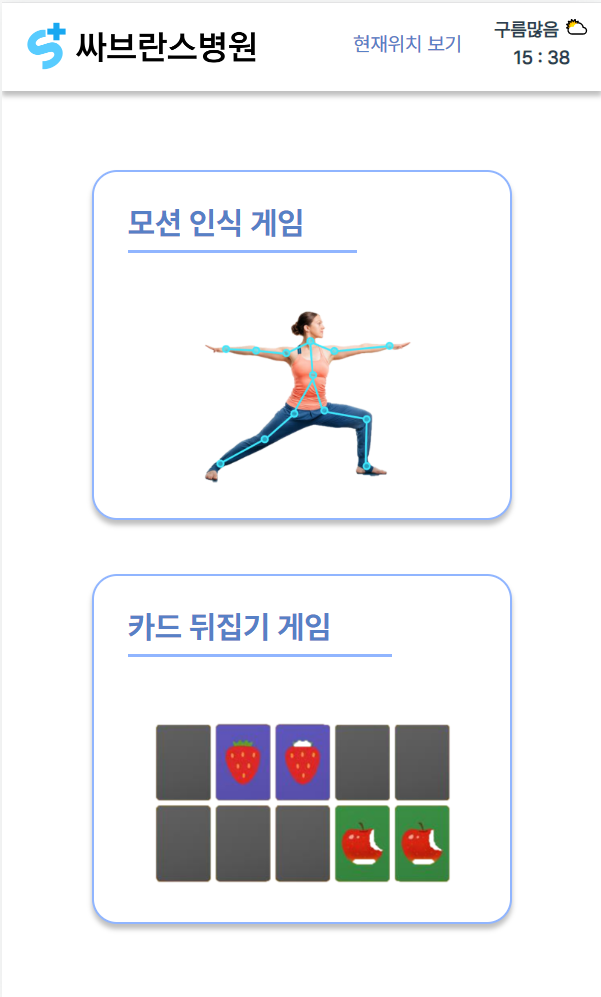 싸브란스병원
현재위치 보기
구름많음
15 : 38
모션 인식 게임
카드 뒤집기 게임